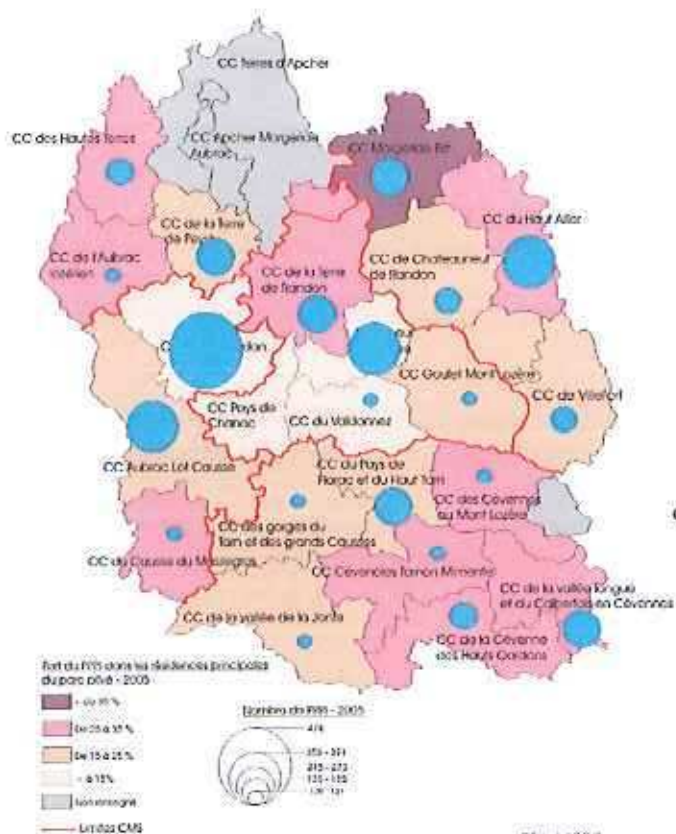 CC Terres d'Apcher
CC des Hautes Terres
CC Apcher Margeride
Aubrac
CC Margeride Est
CC du Haut Allier
CC de la Terre
de Peyre
CC de l'Aubrac
CC de la Terre
de Randon
CC de Chateauneuf
de Randon
CC Goulet Mont Lozère
CC de Villefort
CC Pays de
Chanac
CC du Valdonnez
CC Aubrac Lot Causse
CC du Pays de
Florac et du Haut Tarn
CC des Cévennes
au Mont Lozère
CC des gorges du
Tarn et des grands Causses
CC du Causse du Massegros
CC Cévenoles Tarnon Mimente
CC de la vallée longue
et du Calbertois en Cévennes
CC de la vallée de la Jonte
CC de la Cévenne
des Hauts Gardons
Part du PPPI dans les résidences principales
du parc privé - 2005
De 25 à 35 %
De 15 à 25 %
Non renseigné
Limites CMS
Nombre de PPPI - 2005